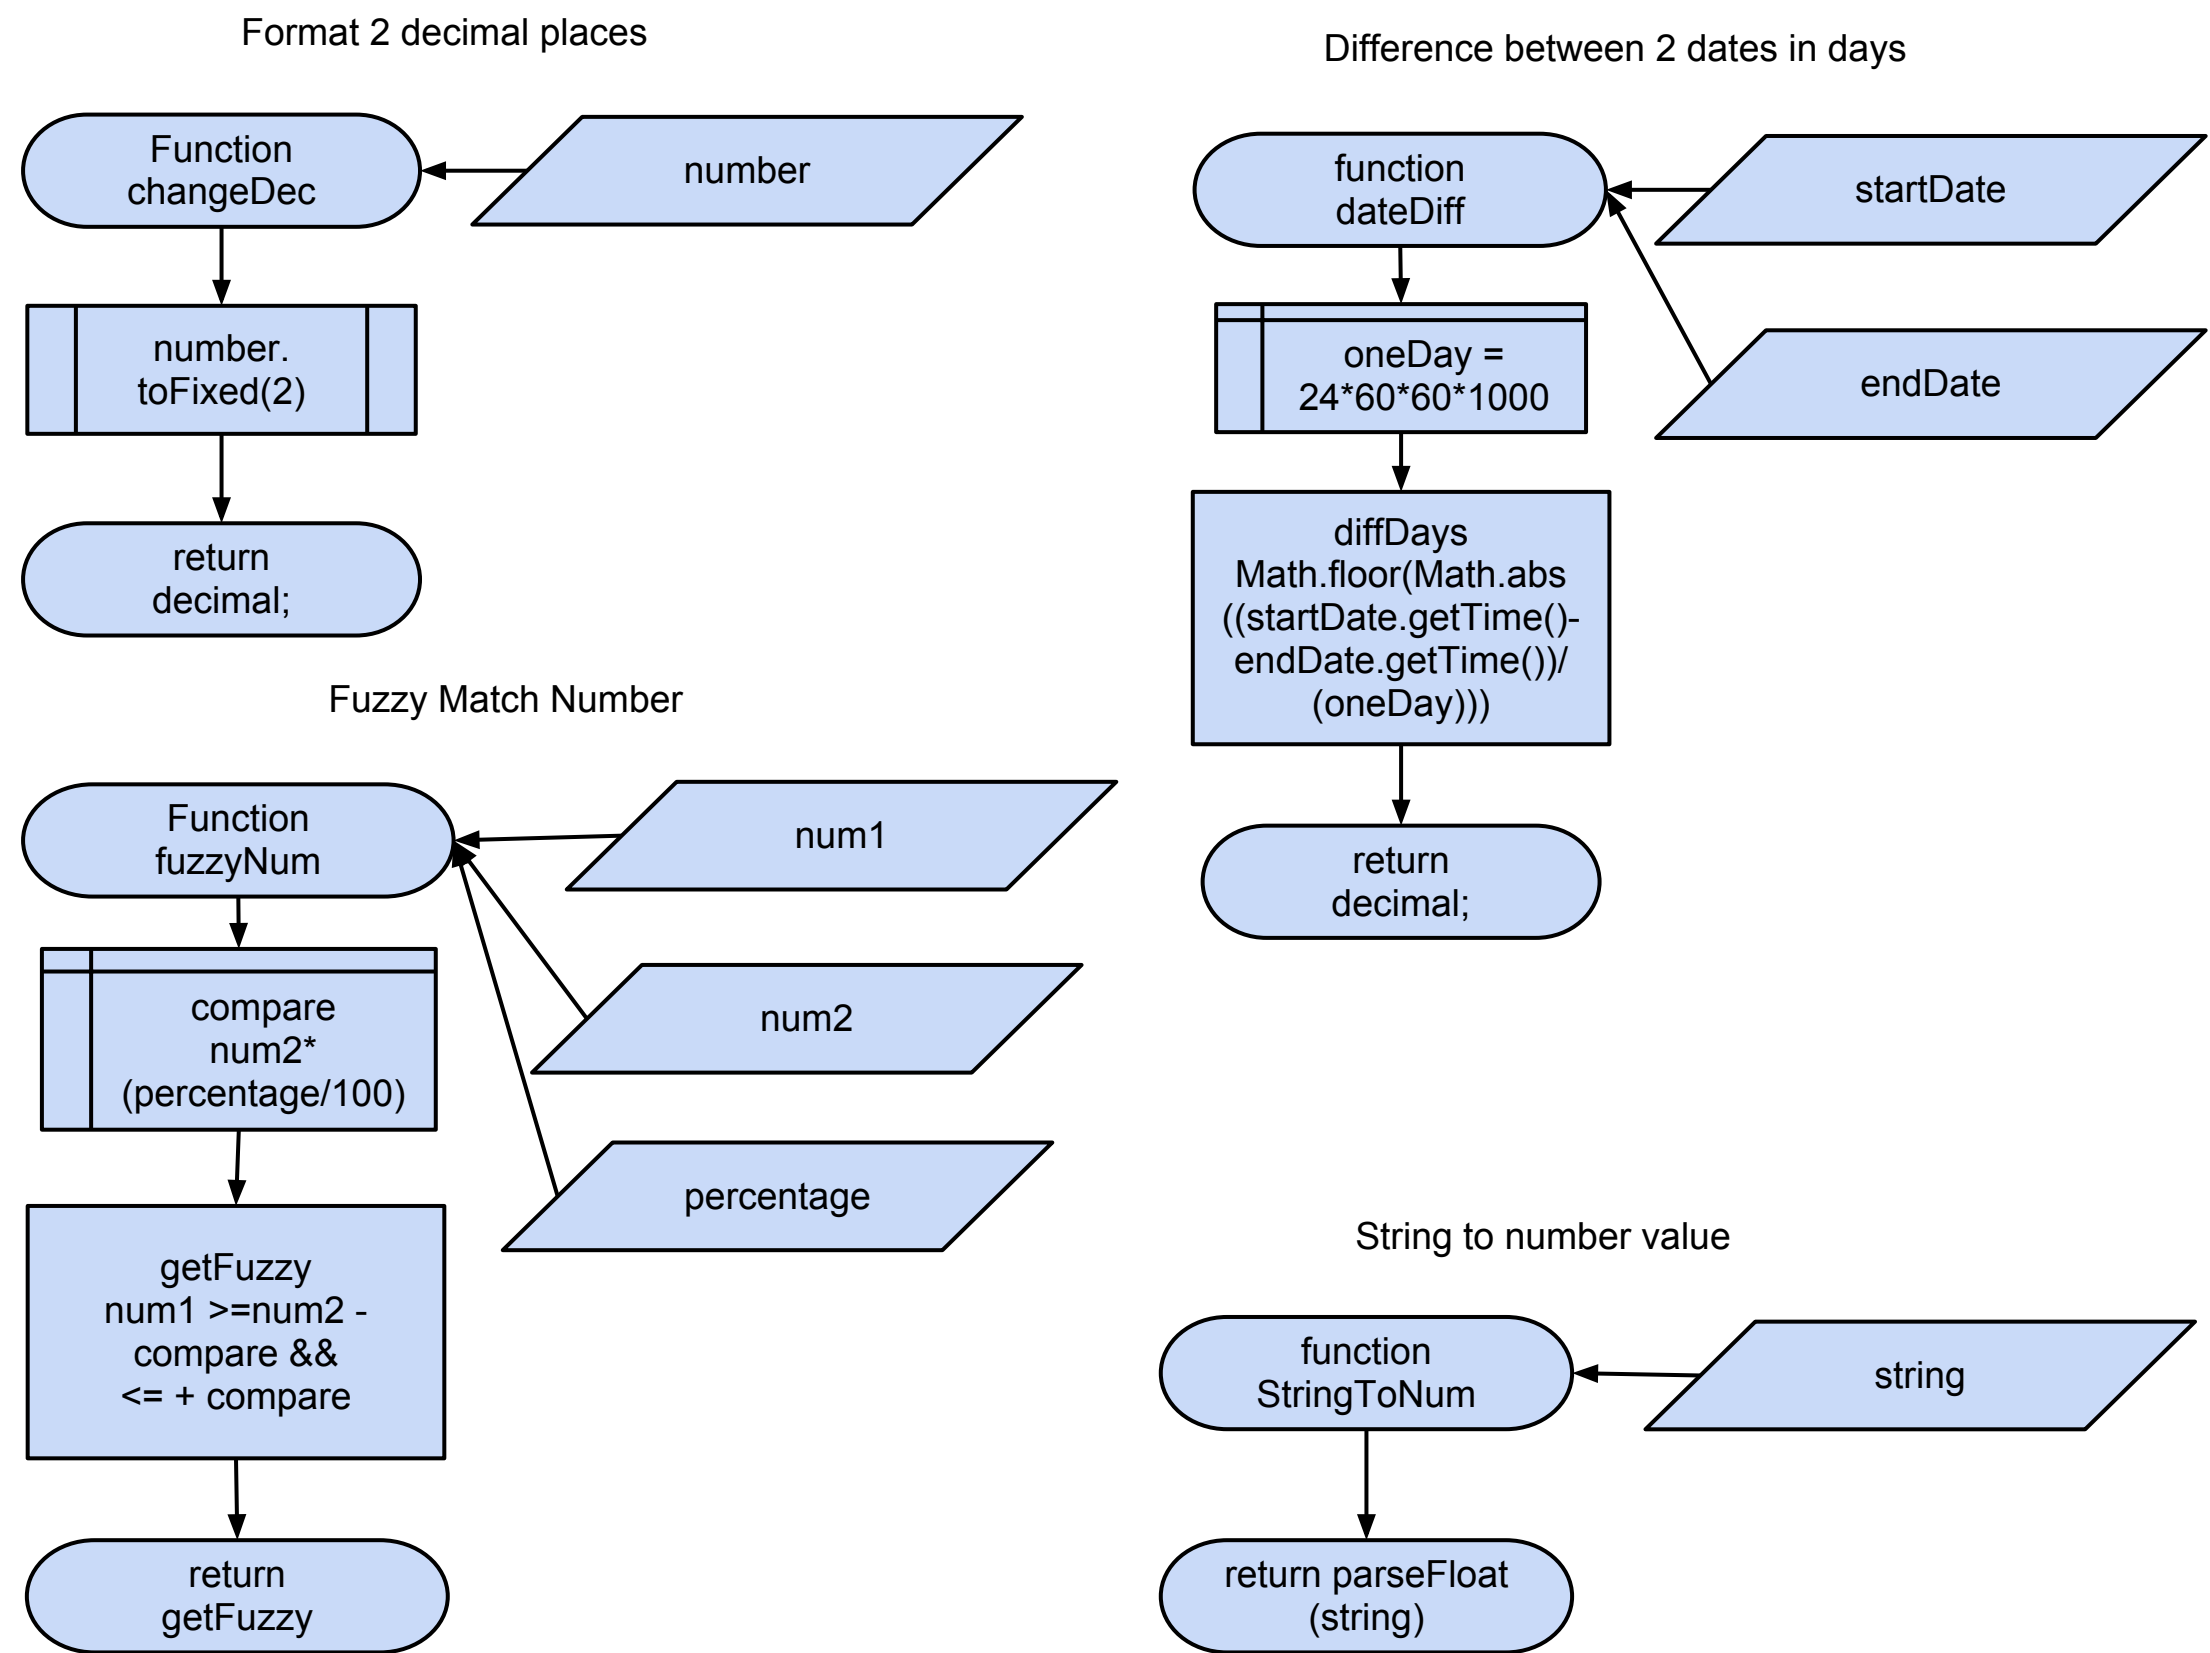 Format 2 decimal places
Function
changeDec
number
number.
toFixed(2)
return
decimal;
Difference between 2 dates in days
function
dateDiff
startDate
endDate
oneDay =
24*60*60*1000
diffDays
Math.floor(Math.abs
((startDate.getTime()-
endDate.getTime())/
(oneDay)))
return
decimal;
Fuzzy Match Number
Function
fuzzyNum
num1
num2
percentage
compare
num2*
(percentage/100)
getFuzzy
num1 >=num2 -
compare &&
<= + compare
return
getFuzzy
String to number value
function
StringToNum
string
return parseFloat
(string)